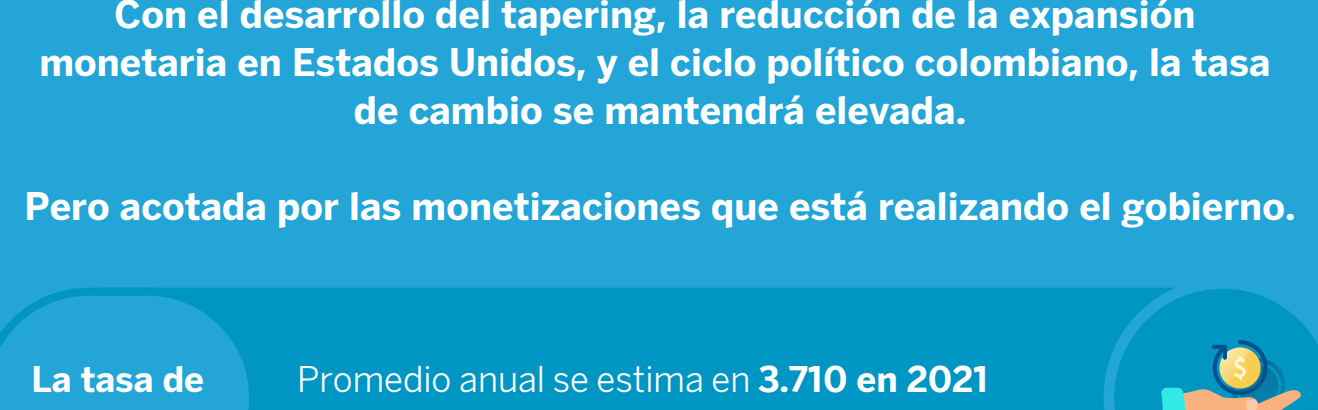 Con el desarrollo del tapering, la reducción de la expansión
monetaria en Estados Unidos, y el ciclo político colombiano, la tasa
de cambio se mantendrá elevada.
Pero acotada por las monetizaciones que está realizando el gobierno.
La tasa de
Promedio anual se estima en 3.710 en 2021
$